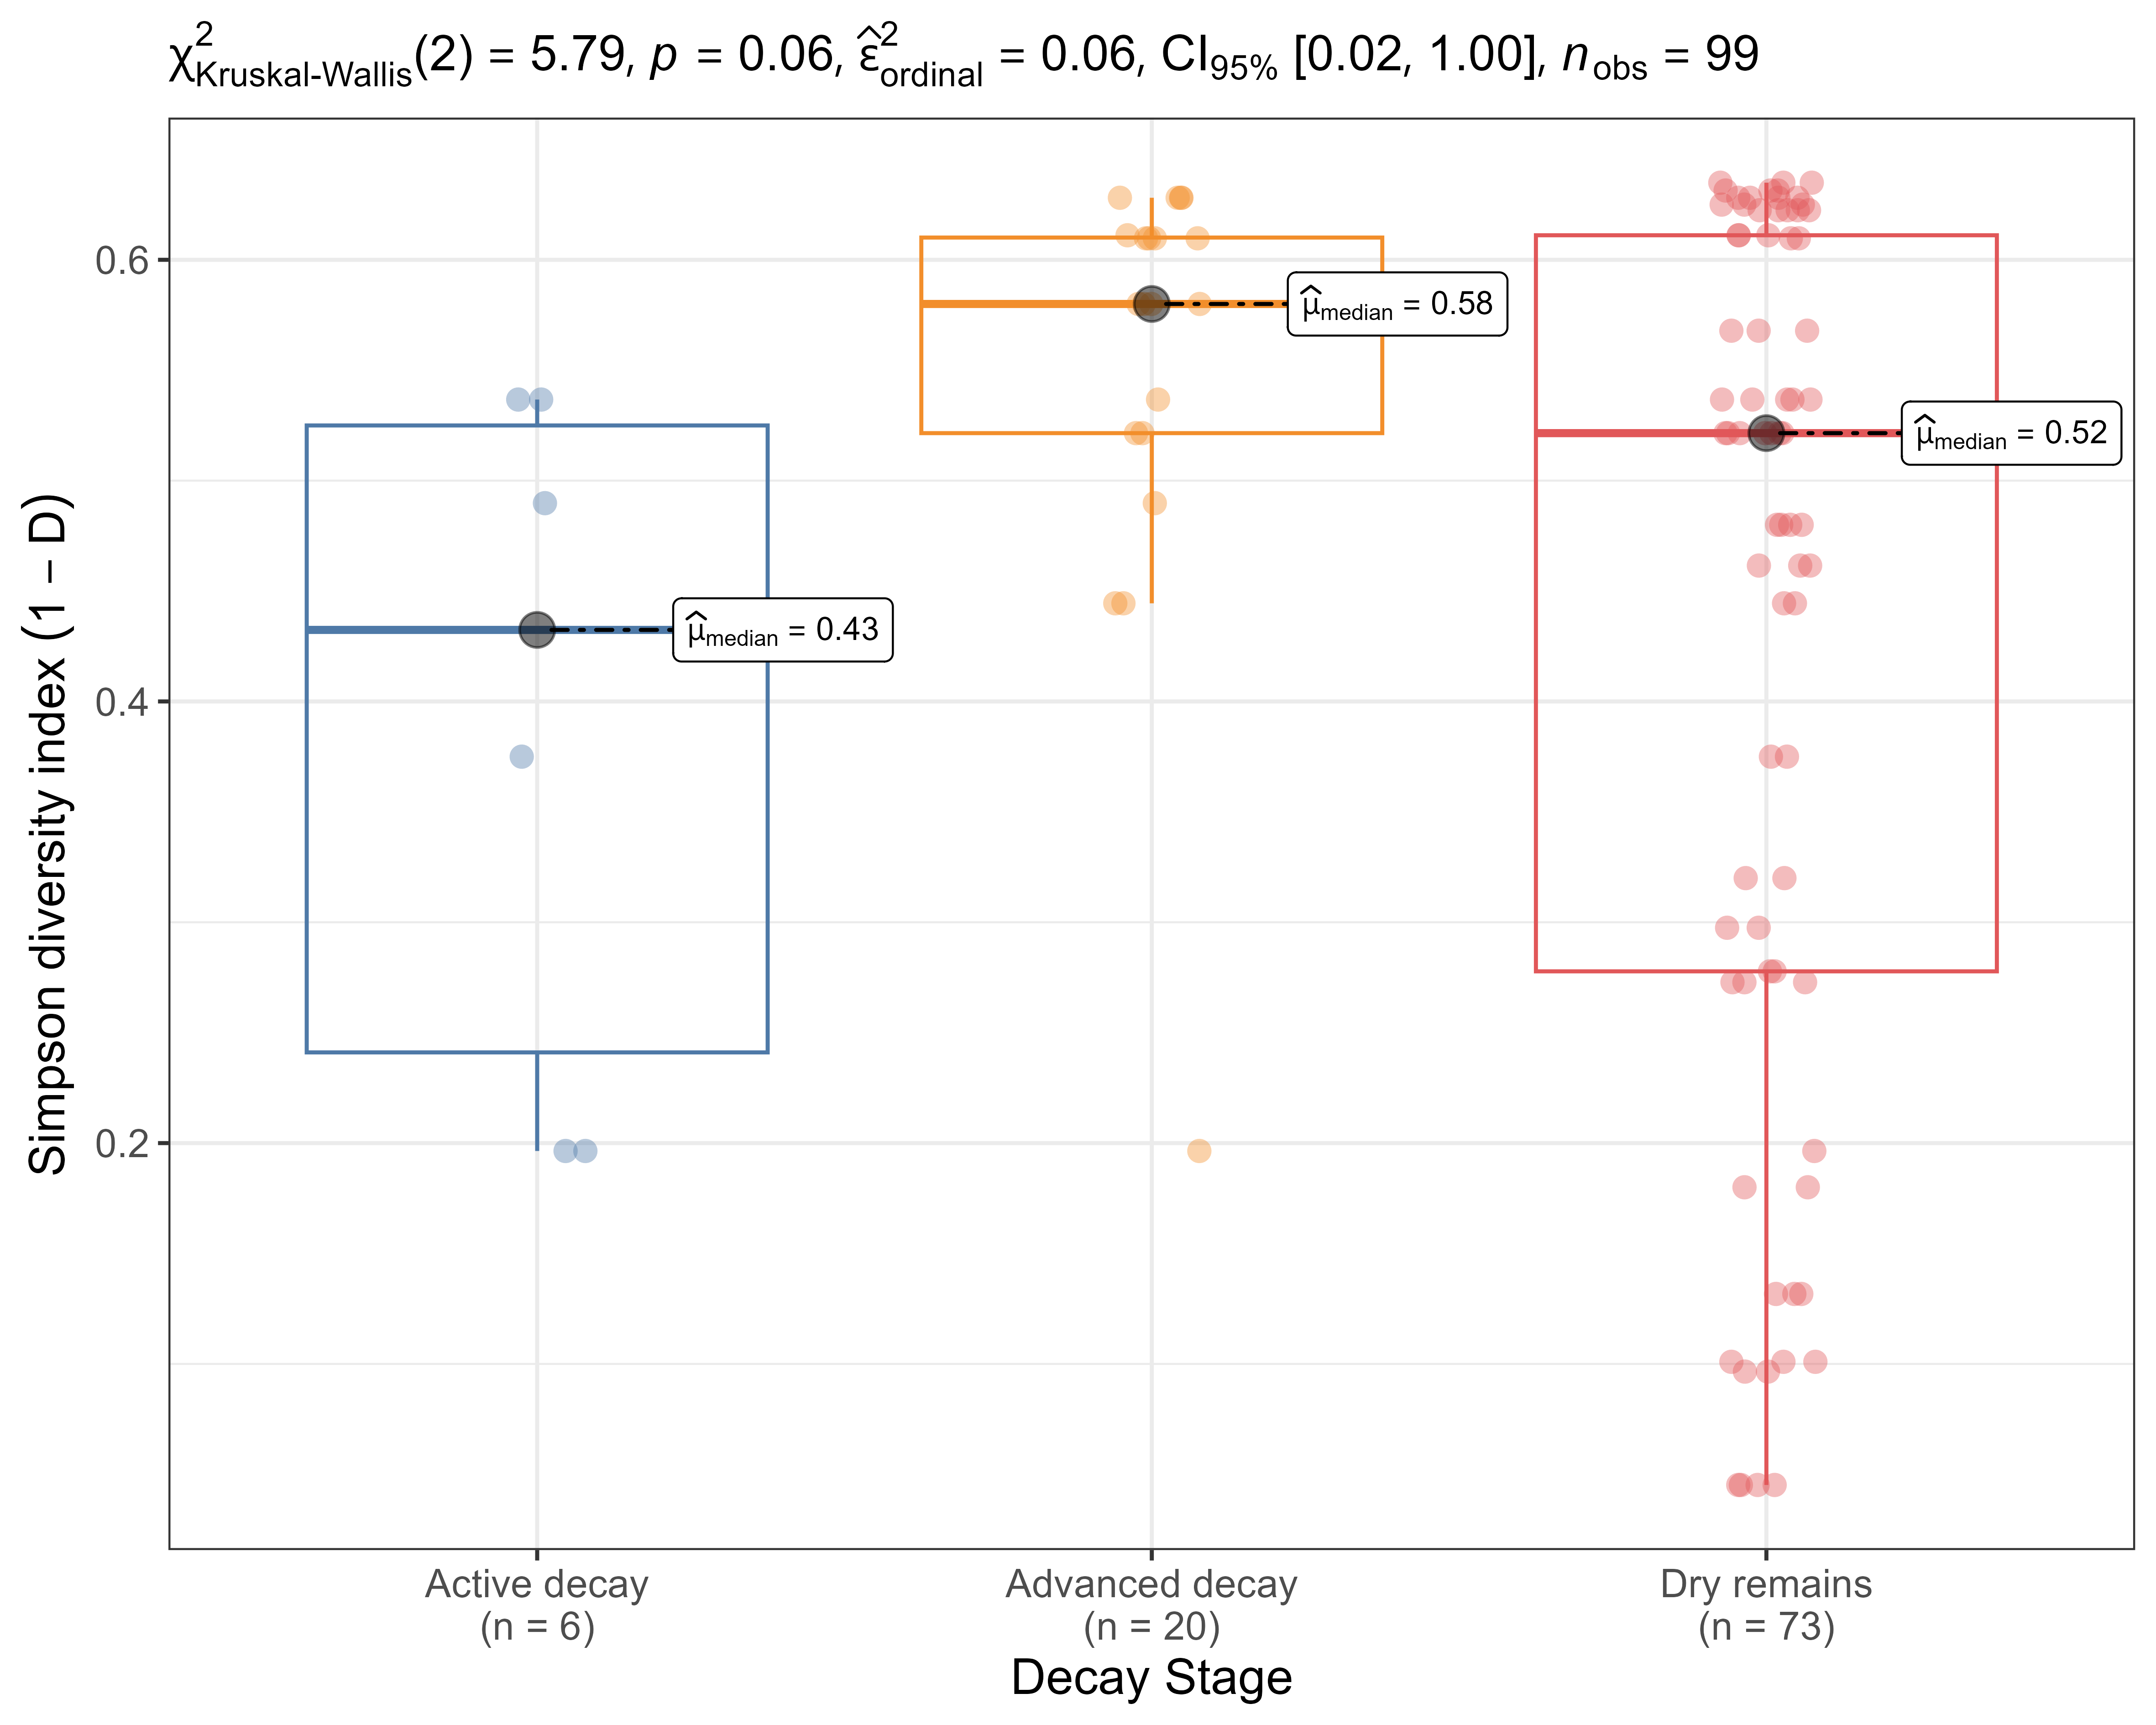 χ²Kruskal-Wallis(2) = 5.79, p = 0.06, ε̂²ordinal = 0.06, CI95% [0.02, 1.00], nobs = 99
Simpson diversity index (1 − D)
0.6
0.4
0.2
μ̂median = 0.43
μ̂median = 0.58
μ̂median = 0.52
Active decay
(n = 6)
Advanced decay
(n = 20)
Dry remains
(n = 73)
Decay Stage